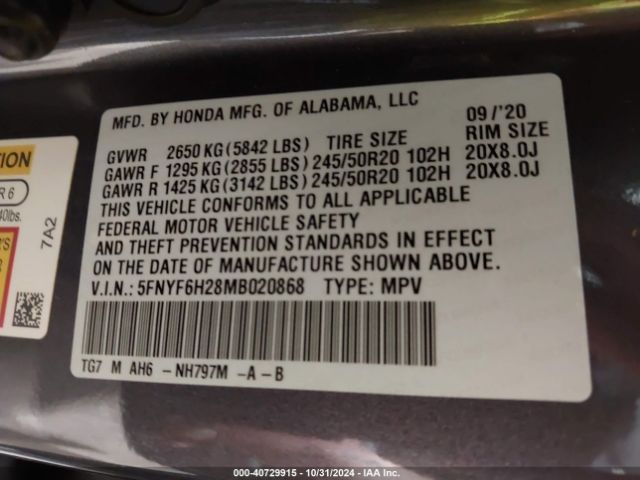 MFD. BY HONDA MFG. OF ALABAMA, LLC 09/'20
GVWR 2650 KG (5842 LBS) TIRE SIZE RIM SIZE
GAWR F 1295 KG (2855 LBS) 245/50R20 102H 20X8.0J
GAWR R 1425 KG (3142 LBS) 245/50R20 102H 20X8.0J
THIS VEHICLE CONFORMS TO ALL APPLICABLE
FEDERAL MOTOR VEHICLE SAFETY
AND THEFT PREVENTION STANDARDS IN EFFECT
ON THE DATE OF MANUFACTURE SHOWN ABOVE.
V.I.N.: 5FNYF6H28MB020868 TYPE: MPV
TG7 M AH6 -NH797M -A-B
TION
R 6
40lbs.
7A2
000-40729915 - 10/31/2024 - IAA Inc.